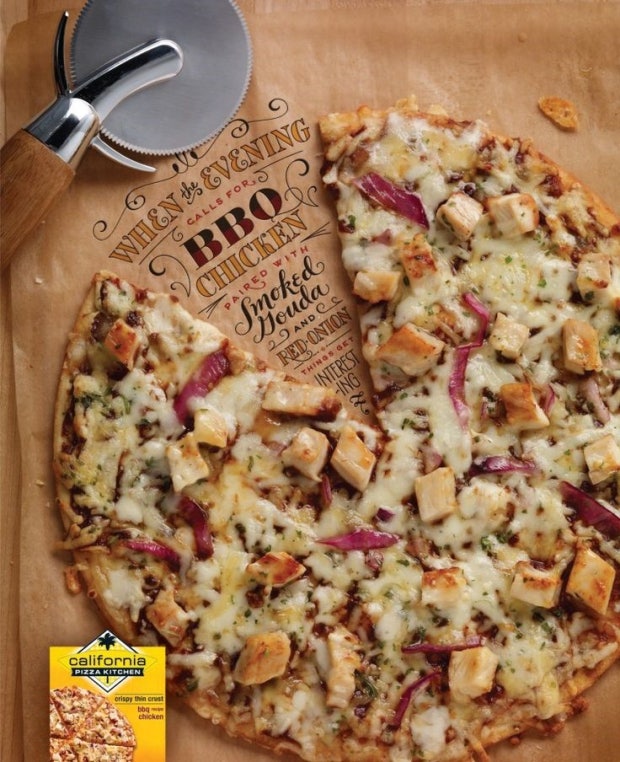 WHEN the EVENING
CALLS FOR
BBQ
CHICKEN
PAIRED WITH
Smoked
Gouda
AND
RED ONION
THINGS GET
INTEREST
-ING
california
PIZZA KITCHEN
crispy thin crust
bbq recipe
chicken